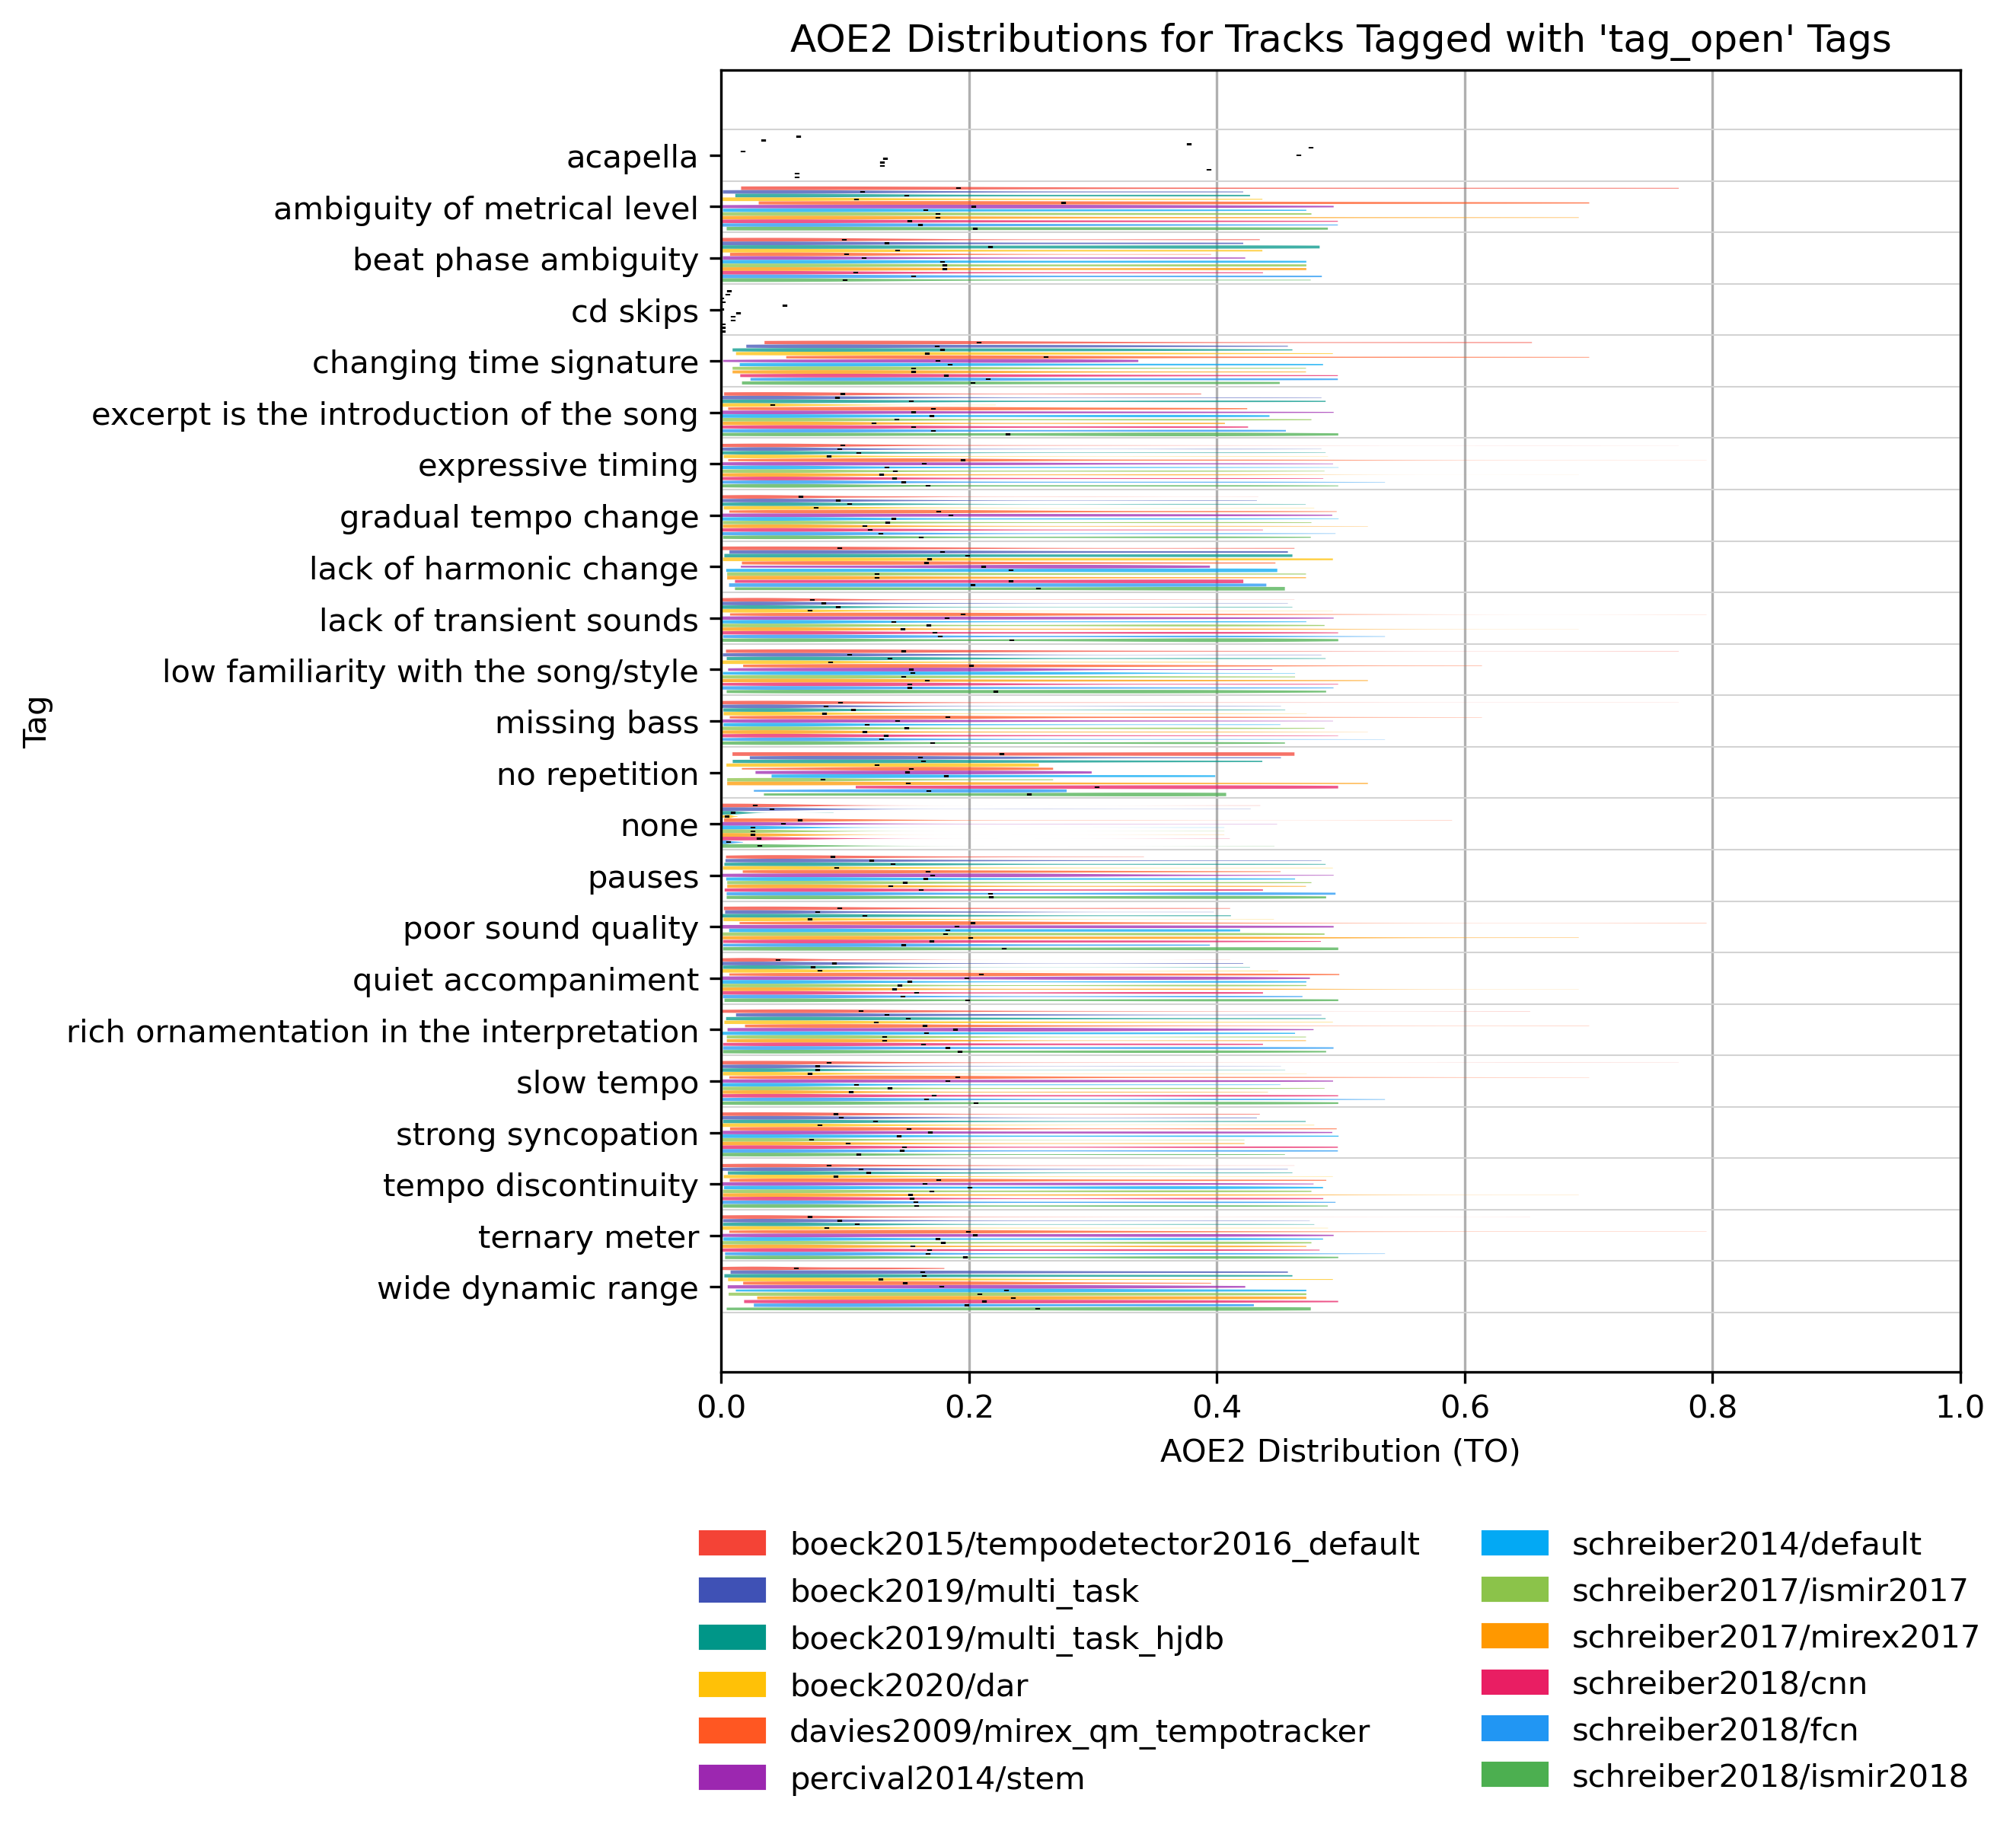 AOE2 Distributions for Tracks Tagged with 'tag_open' Tags
acapella
ambiguity of metrical level
beat phase ambiguity
cd skips
changing time signature
excerpt is the introduction of the song
expressive timing
gradual tempo change
lack of harmonic change
lack of transient sounds
low familiarity with the song/style
missing bass
no repetition
none
pauses
poor sound quality
quiet accompaniment
rich ornamentation in the interpretation
slow tempo
strong syncopation
tempo discontinuity
ternary meter
wide dynamic range
Tag
0.0 0.2 0.4 0.6 0.8 1.0
AOE2 Distribution (TO)
boeck2015/tempodetector2016_default
boeck2019/multi_task
boeck2019/multi_task_hjdb
boeck2020/dar
davies2009/mirex_qm_tempotracker
percival2014/stem
schreiber2014/default
schreiber2017/ismir2017
schreiber2017/mirex2017
schreiber2018/cnn
schreiber2018/fcn
schreiber2018/ismir2018